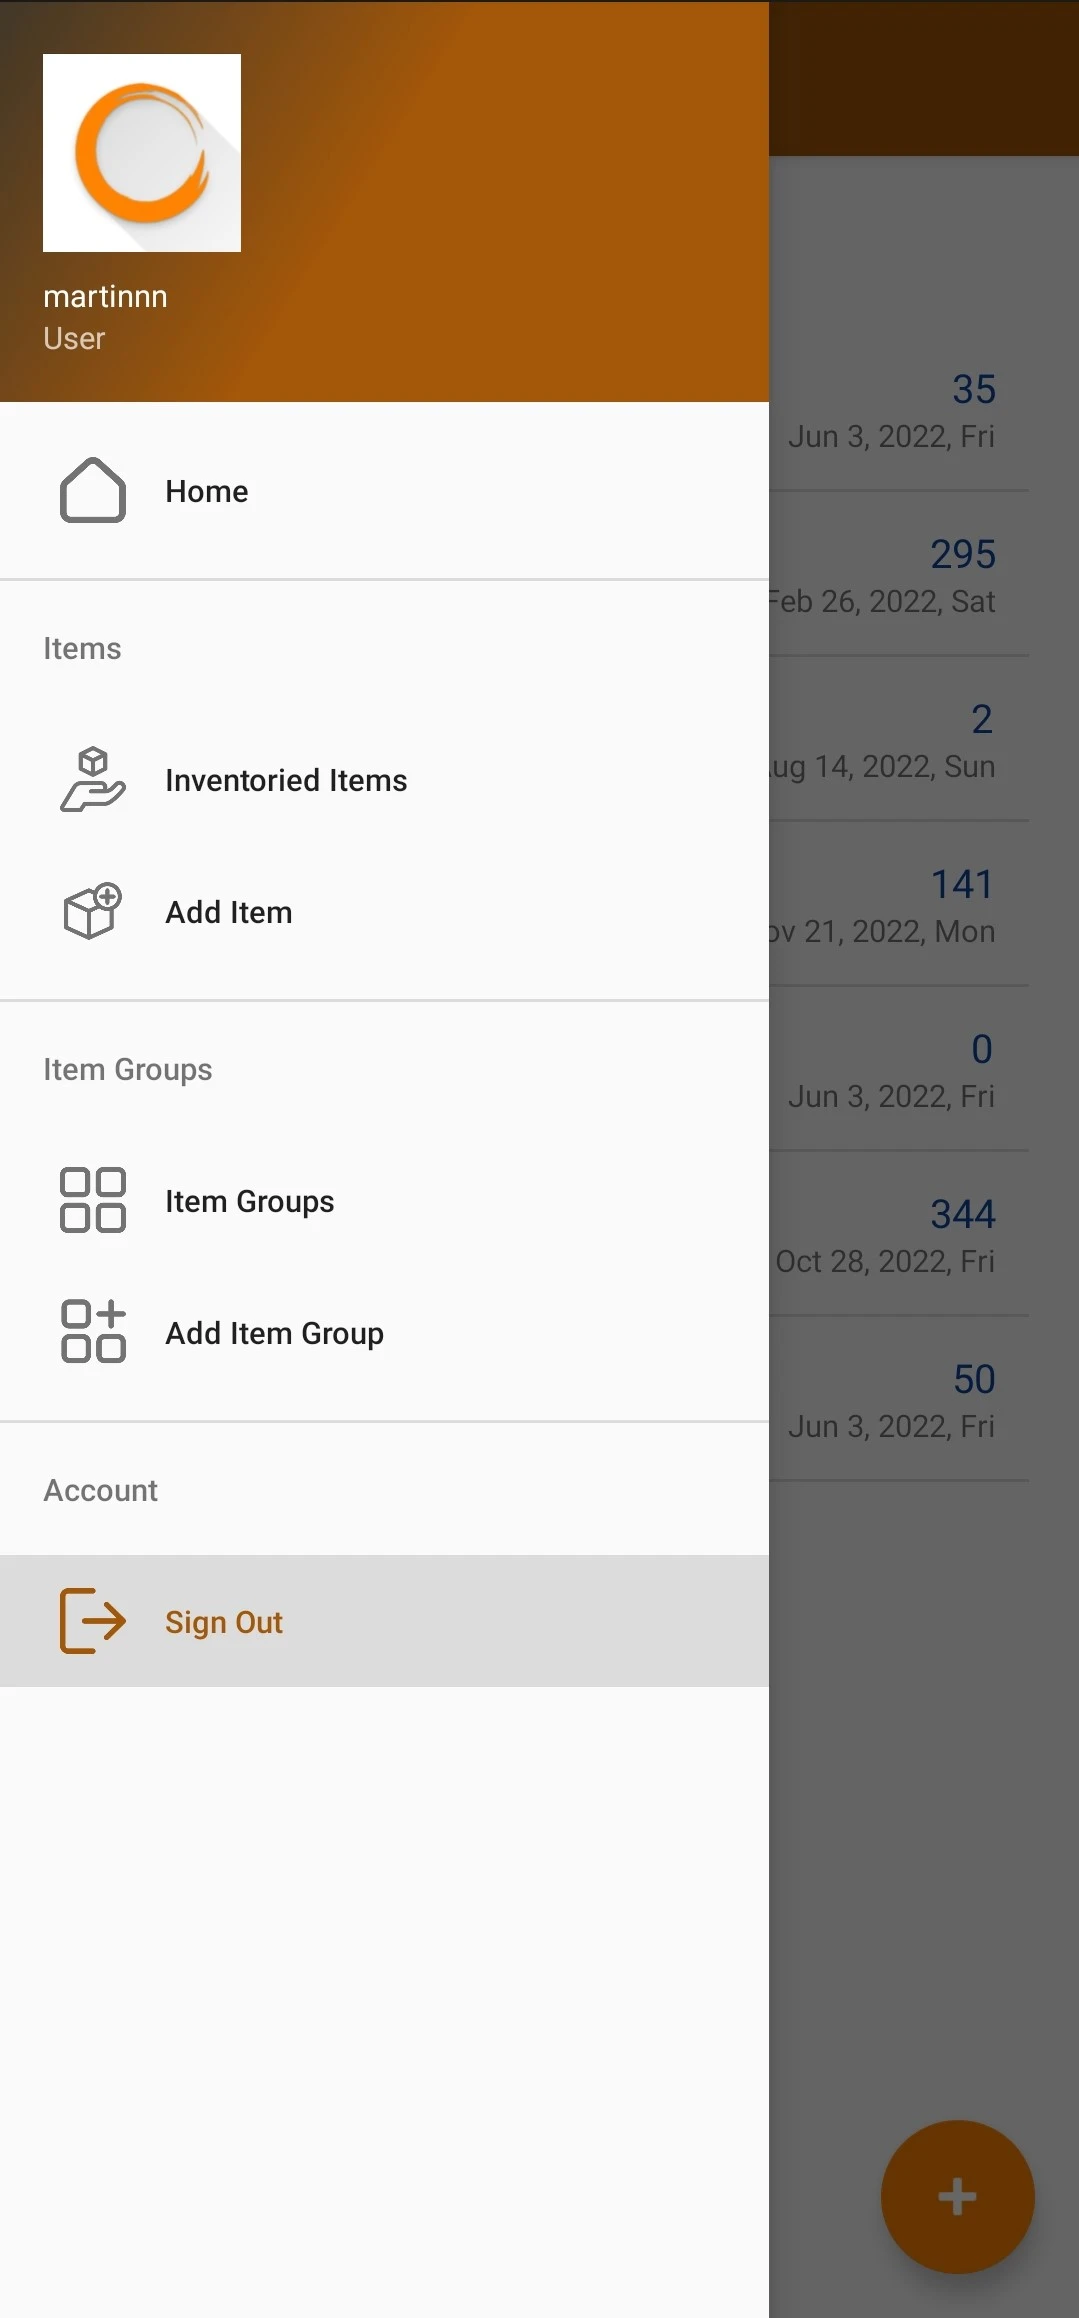 martinnn
User
Home
Items
Inventoried Items
Add Item
Item Groups
Item Groups
Add Item Group
Account
Sign Out
35
Jun 3, 2022, Fri
295
Feb 26, 2022, Sat
2
14, 2022, Sun
141
21, 2022, Mon
0
Jun 3, 2022, Fri
344
Oct 28, 2022, Fri
50
Jun 3, 2022, Fri